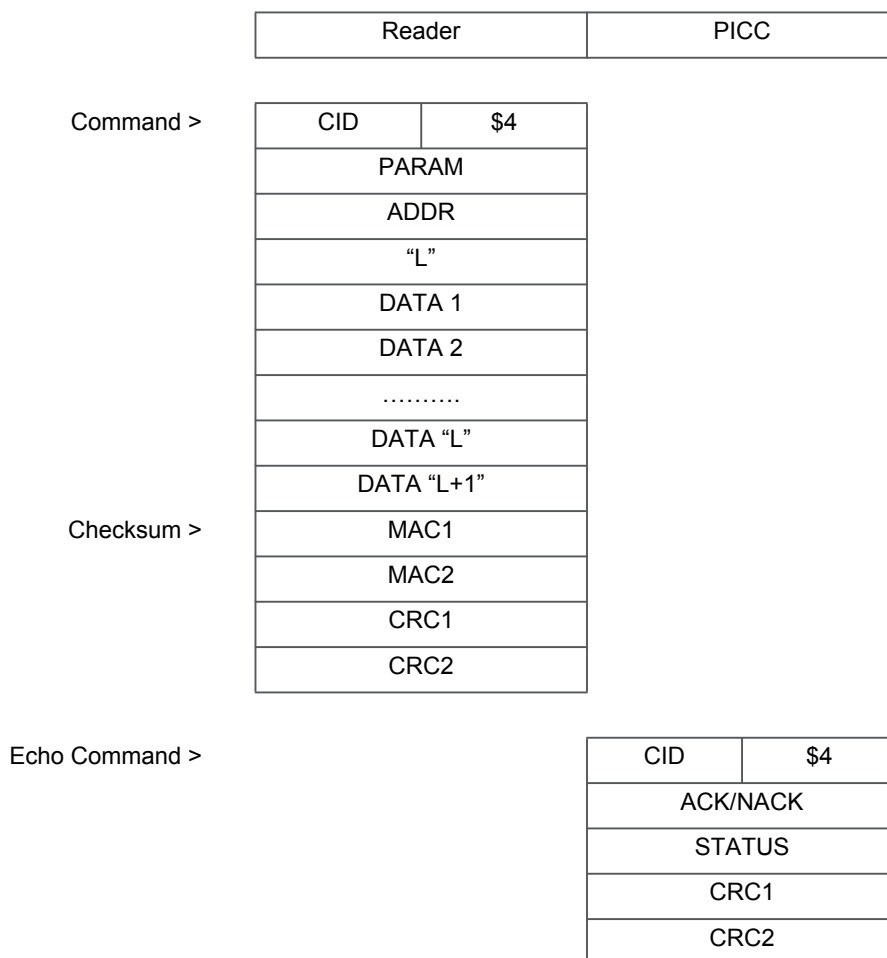 Reader PICC
Command > CID $4
PARAM
ADDR
“L”
DATA 1
DATA 2
……….
DATA “L”
DATA “L+1”
Checksum > MAC1
MAC2
CRC1
CRC2
Echo Command > CID $4
ACK/NACK
STATUS
CRC1
CRC2